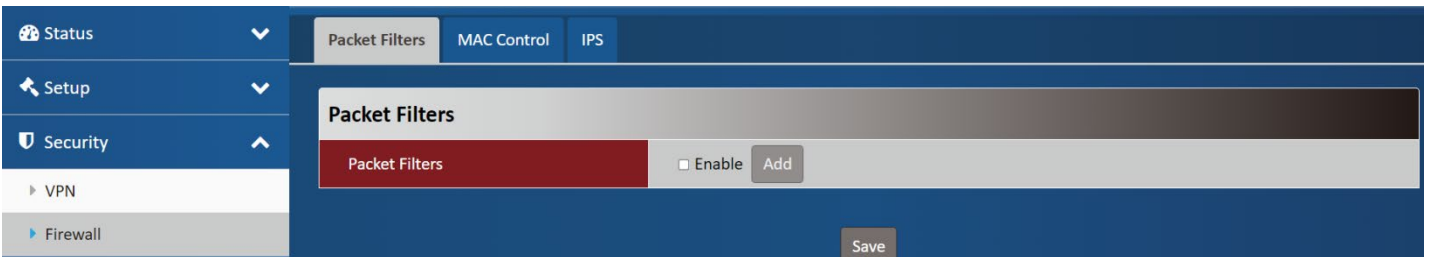 Status
Setup
Security
VPN
Firewall
Packet Filters MAC Control IPS
Packet Filters
Packet Filters Enable Add
Save